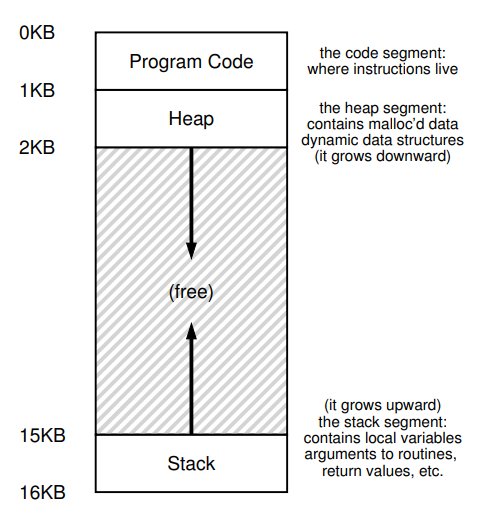 0KB
Program Code
the code segment:
where instructions live
1KB
Heap
the heap segment:
contains malloc'd data
dynamic data structures
(it grows downward)
2KB
(free)
(it grows upward)
the stack segment:
contains local variables
arguments to routines,
return values, etc.
15KB
Stack
16KB